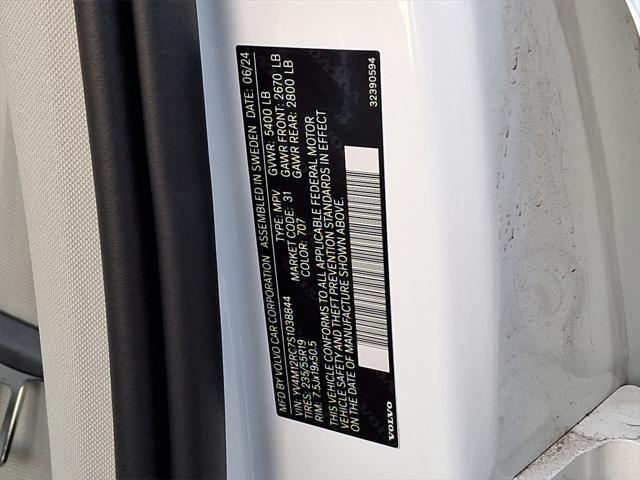 MFD BY VOLVO CAR CORPORATION ASSEMBLED IN SWEDEN DATE: 06/24
VIN: YV4M12RC7S1038844 TYPE: MPV GVWR: 5400 LB
TIRES: 235/55R19 MARKET CODE: 31 GAWR FRONT: 2670 LB
RIM: 7.5Jx19x50.5 COLOR: 707 GAWR REAR: 2800 LB
THIS VEHICLE CONFORMS TO ALL APPLICABLE FEDERAL MOTOR
VEHICLE SAFETY AND THEFT PREVENTION STANDARDS IN EFFECT
ON THE DATE OF MANUFACTURE SHOWN ABOVE.
VOLVO 32390594